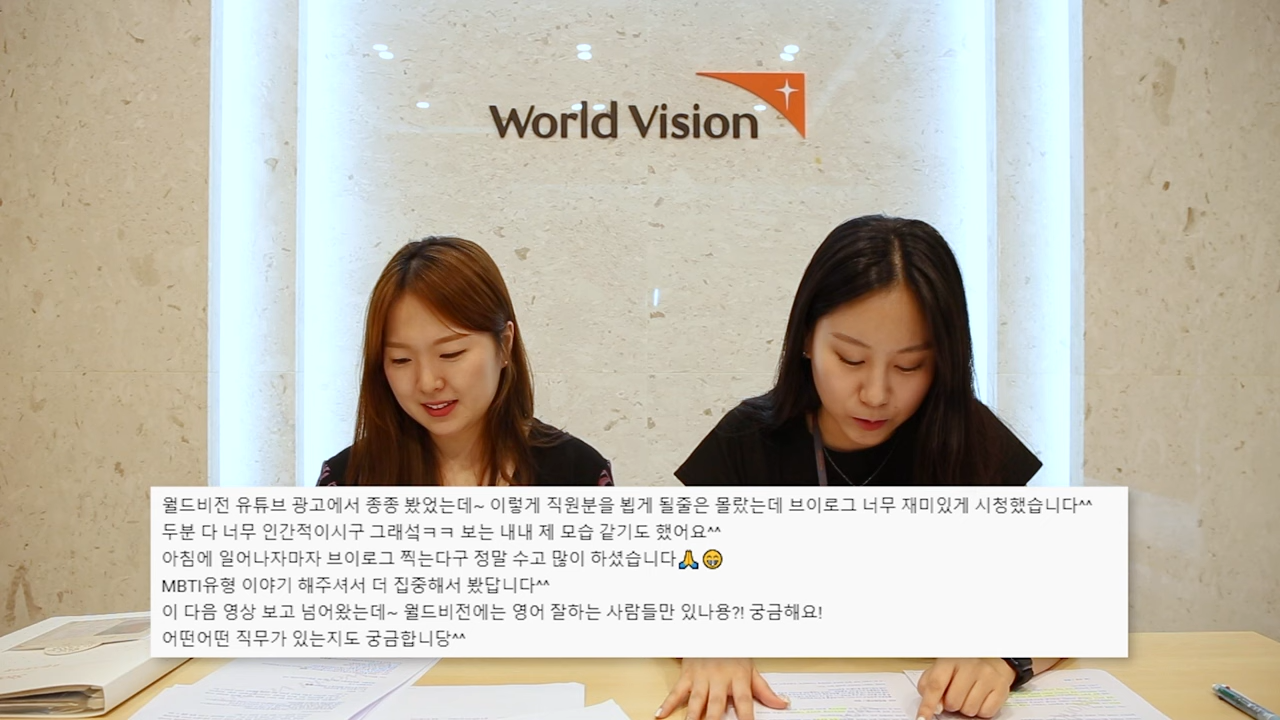 World Vision
월드비전 유튜브 광고에서 종종 봤었는데~ 이렇게 직원분을 뵙게 될줄은 몰랐는데 브이로그 너무 재미있게 시청했습니다^^
두분 다 너무 인간적이시구 그래섴ㅋㅋ 보는 내내 제 모습 같기도 했어요^^
아침에 일어나자마자 브이로그 찍는다구 정말 수고 많이 하셨습니다🙏😁
MBTI유형 이야기 해주셔서 더 집중해서 봤답니다^^
이 다음 영상 보고 넘어왔는데~ 월드비전에는 영어 잘하는 사람들만 있나용?! 궁금해요!
어떤어떤 직무가 있는지도 궁금합니당^^